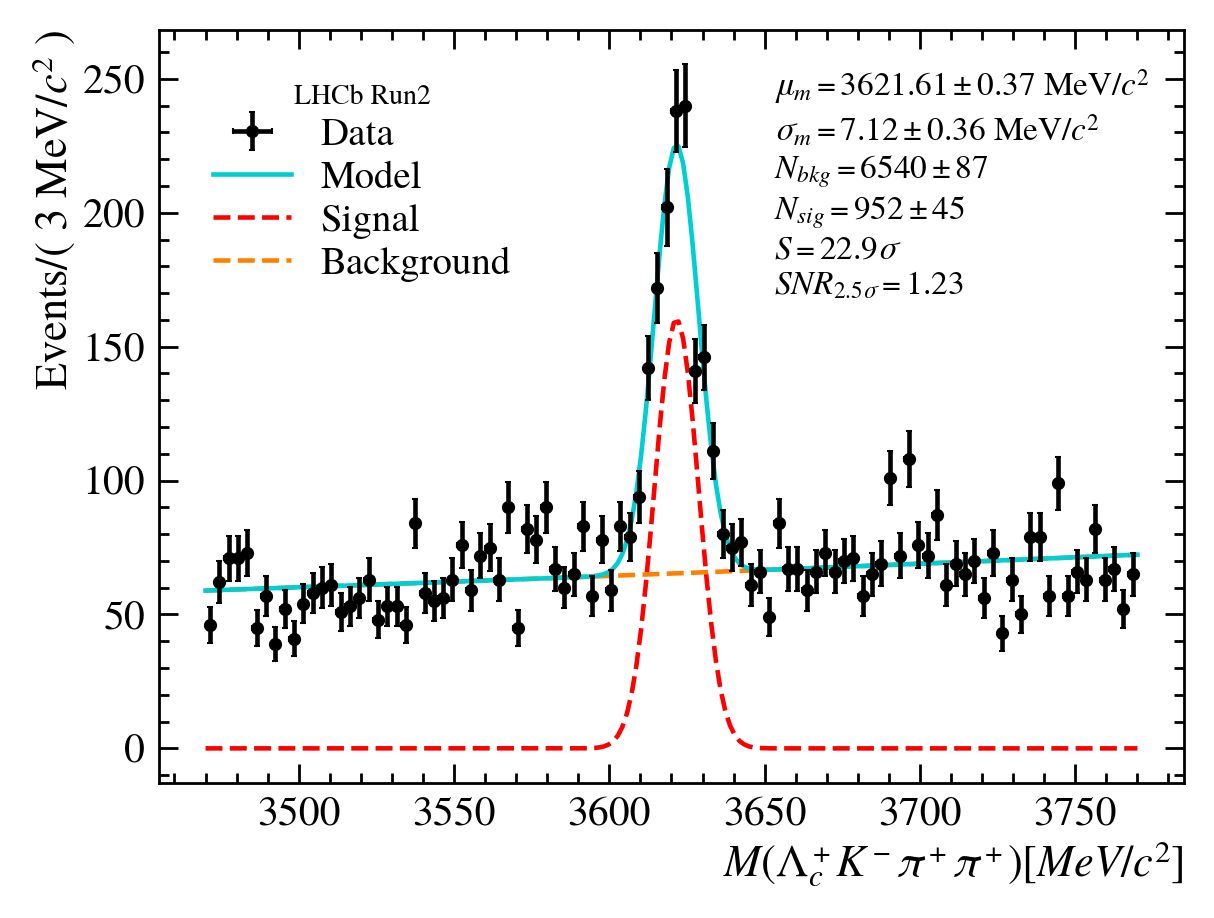 Events/( 3 MeV/c² )
250
200
150
100
50
0
LHCb Run2
Data
Model
Signal
Background
μ_m = 3621.61 ± 0.37 MeV/c²
σ_m = 7.12 ± 0.36 MeV/c²
N_bkg = 6540 ± 87
N_sig = 952 ± 45
S = 22.9σ
SNR_2.5σ = 1.23
3500 3550 3600 3650 3700 3750
M(Λ_c⁺K⁻π⁺π⁺)[MeV/c²]